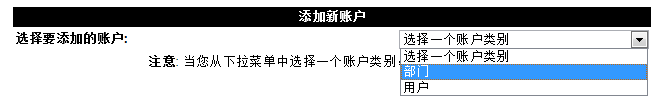 添加新账户
选择要添加的账户: 选择一个账户类别
选择一个账户类别
注意: 当您从下拉菜单中选择一个账户类别
部门
用户